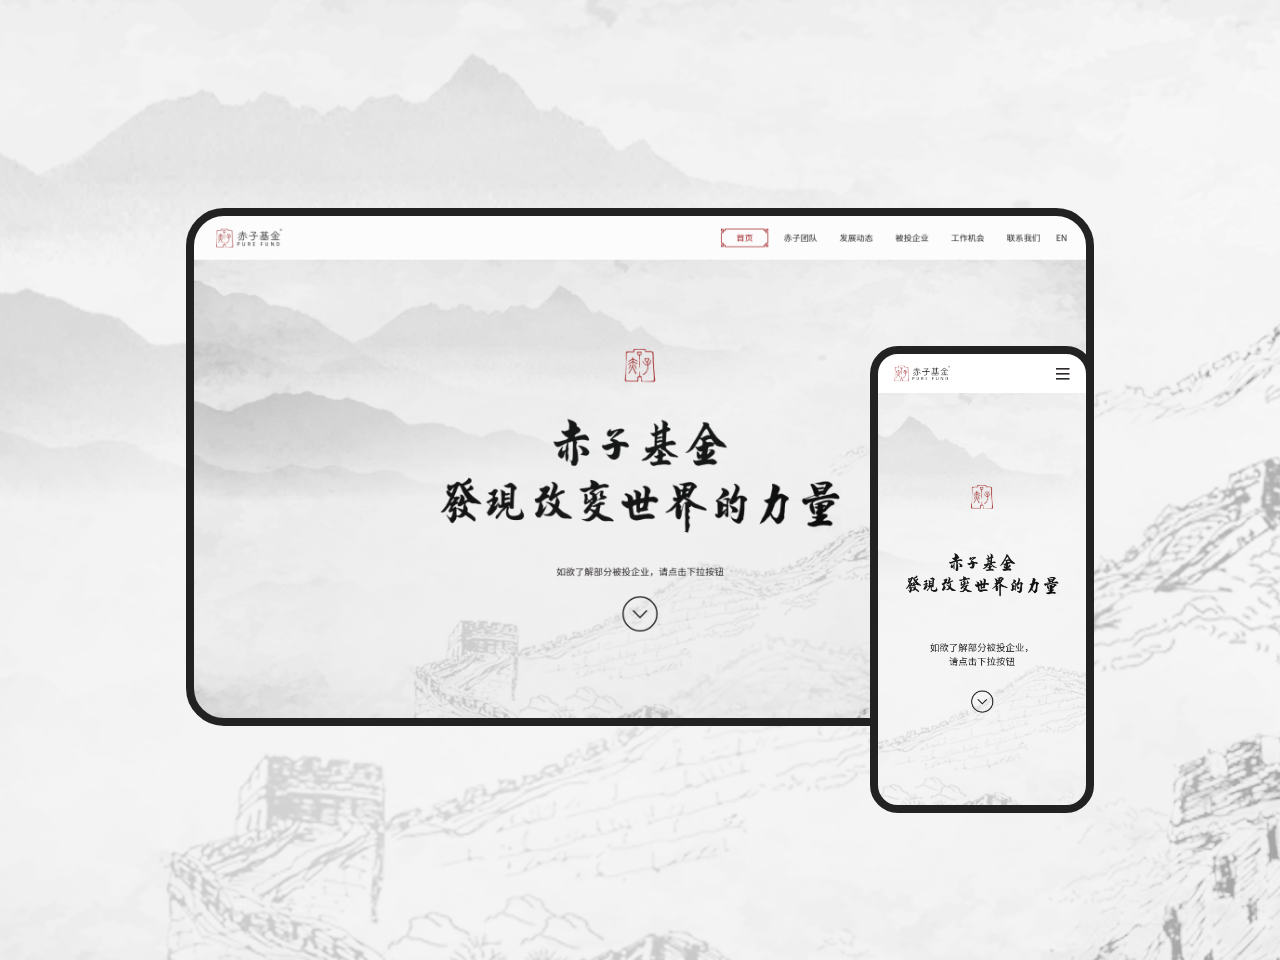 赤子基金
PURE FUND
首页 赤子团队 发展动态 被投企业 工作机会 联系我们 EN
赤子
赤子基金
發現改變世界的力量
如欲了解部分被投企业，请点击下拉按钮
赤子基金
PURE FUND
赤子
赤子基金
發現改變世界的力量
如欲了解部分被投企业，
请点击下拉按钮